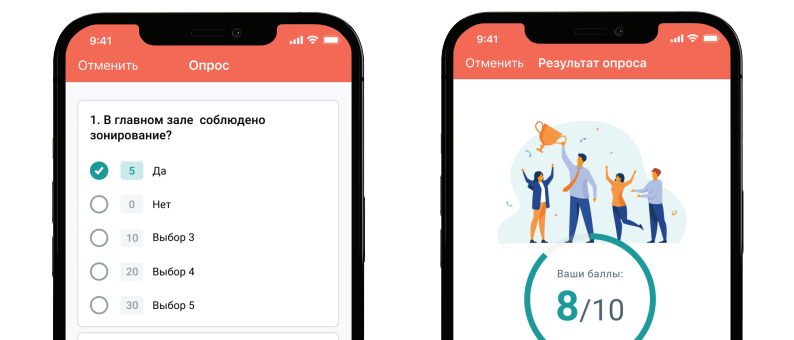 9:41
Отменить Опрос
1. В главном зале соблюдено
зонирование?
5 Да
0 Нет
10 Выбор 3
20 Выбор 4
30 Выбор 5
9:41
Отменить Результат опроса
Ваши баллы:
8/10